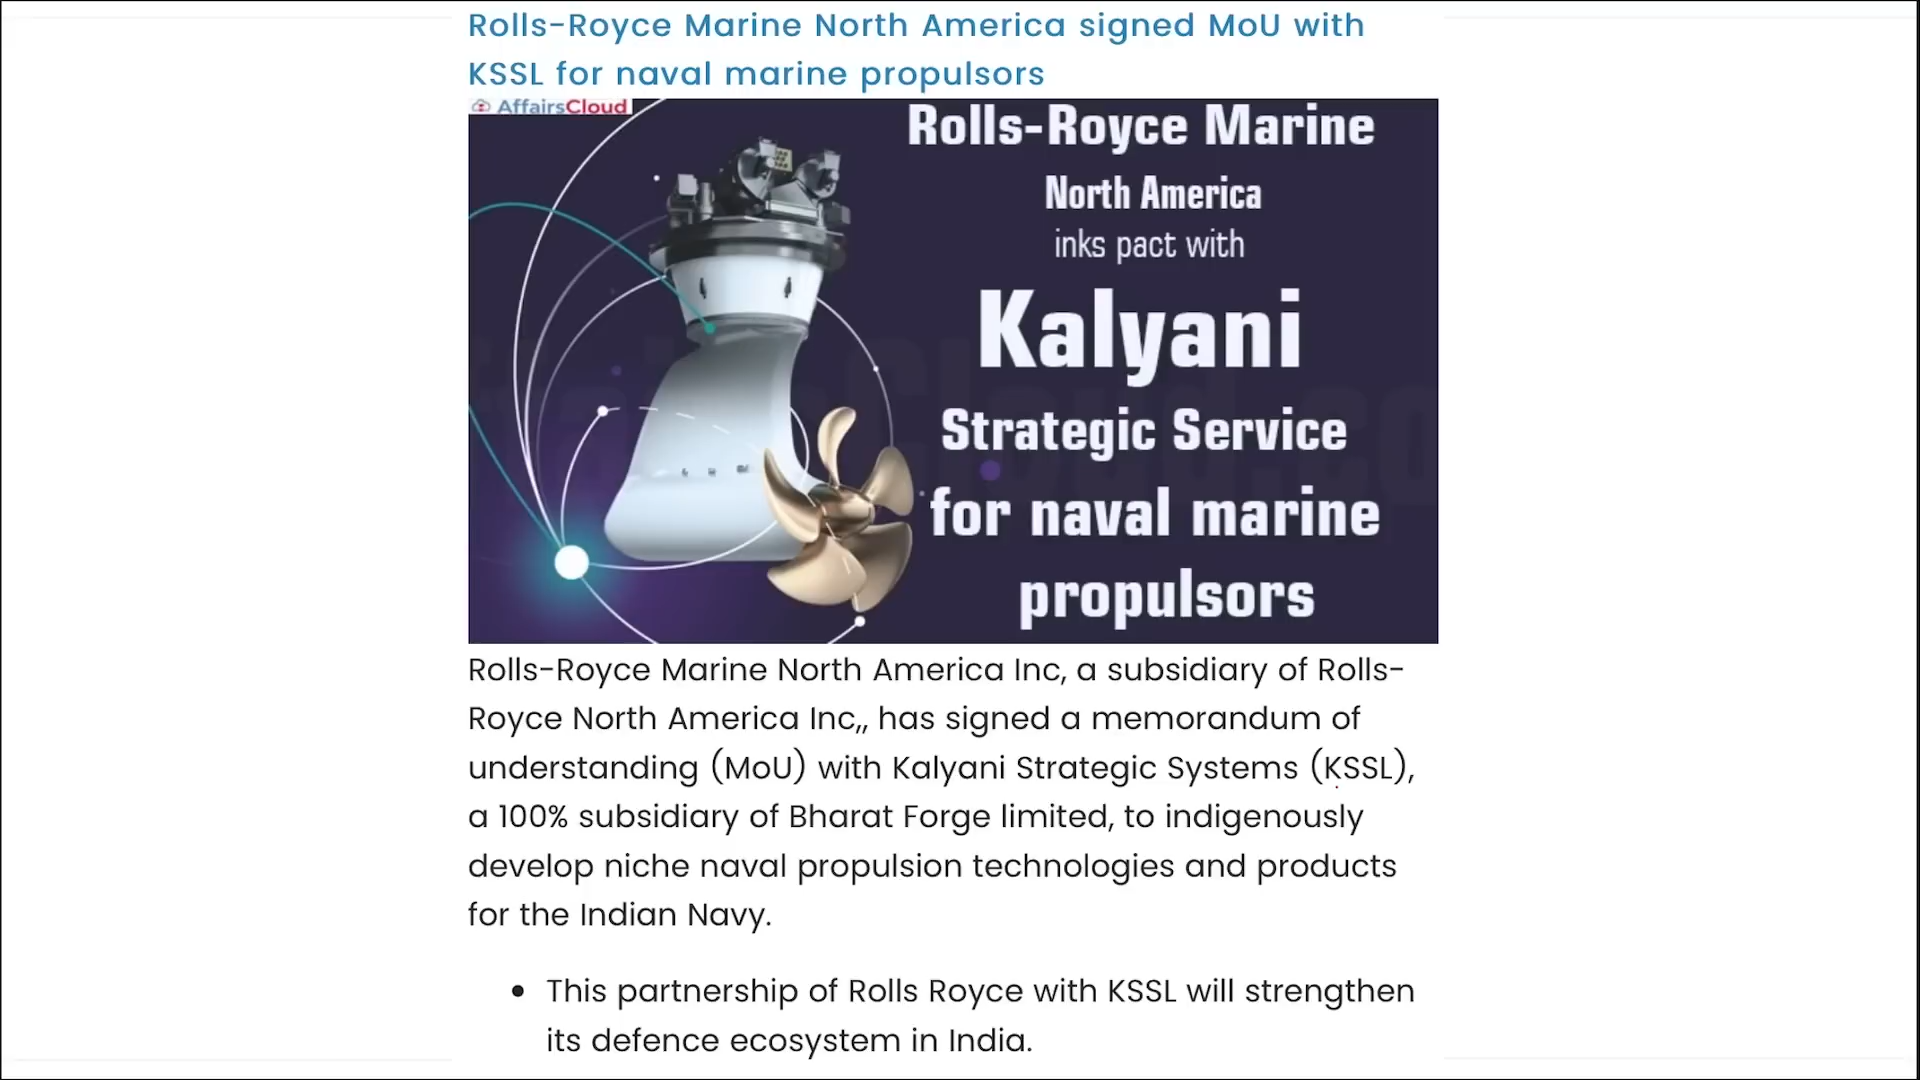 Rolls-Royce Marine North America signed MoU with
KSSL for naval marine propulsors
AffairsCloud
Rolls-Royce Marine
North America
inks pact with
Kalyani
Strategic Service
for naval marine
propulsors
Rolls-Royce Marine North America Inc, a subsidiary of Rolls-
Royce North America Inc,, has signed a memorandum of
understanding (MoU) with Kalyani Strategic Systems (KSSL),
a 100% subsidiary of Bharat Forge limited, to indigenously
develop niche naval propulsion technologies and products
for the Indian Navy.
• This partnership of Rolls Royce with KSSL will strengthen
its defence ecosystem in India.